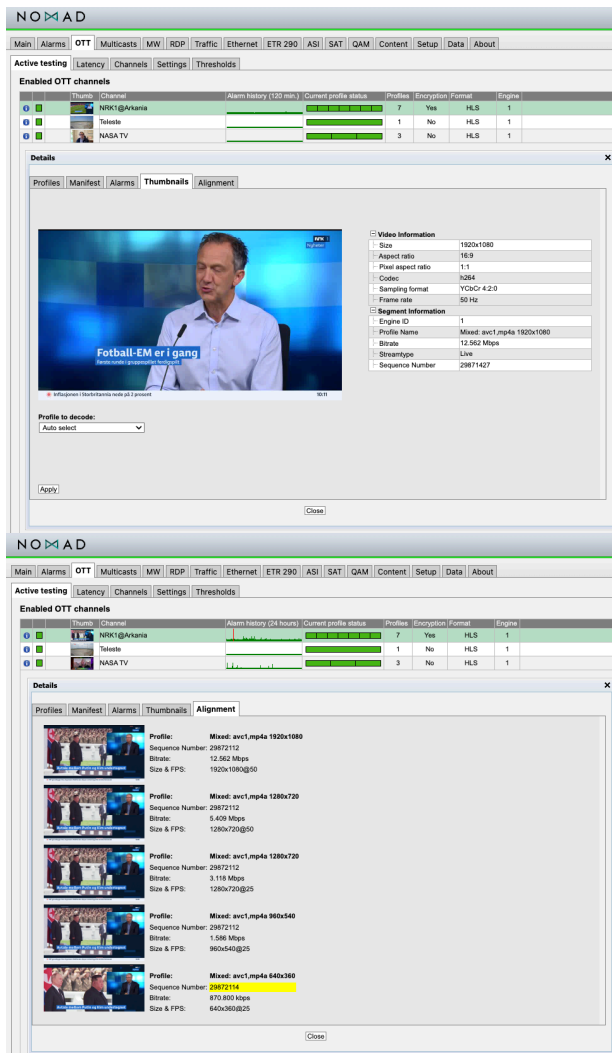 NOMAD
Main Alarms OTT Multicasts MW RDP Traffic Ethernet ETR 290 ASI SAT QAM Content Setup Data About
Active testing Latency Channels Settings Thresholds
Enabled OTT channels
Thumb Channel Alarm history (120 min.) Current profile status Profiles Encryption Format Engine
NRK1@Arkania 7 Yes HLS 1
Teleste 1 No HLS 1
NASA TV 3 No HLS 1
Details
Profiles Manifest Alarms Thumbnails Alignment
NRK
Nyheter
Fotball-EM er i gang
Første runde i gruppespillet ferdigspilt
Inflasjonen i Storbritannia nede på 2 prosent 10:11
Video Information
Size 1920x1080
Aspect ratio 16:9
Pixel aspect ratio 1:1
Codec h264
Sampling format YCbCr 4:2:0
Frame rate 50 Hz
Segment Information
Engine ID 1
Profile Name Mixed: avc1,mp4a 1920x1080
Bitrate 12.562 Mbps
Streamtype Live
Sequence Number 29871427
Profile to decode:
Auto select
Apply
Close
NOMAD
Main Alarms OTT Multicasts MW RDP Traffic Ethernet ETR 290 ASI SAT QAM Content Setup Data About
Active testing Latency Channels Settings Thresholds
Enabled OTT channels
Thumb Channel Alarm history (24 hours) Current profile status Profiles Encryption Format Engine
NRK1@Arkania 7 Yes HLS 1
Teleste 1 No HLS 1
NASA TV 3 No HLS 1
Details
Profiles Manifest Alarms Thumbnails Alignment
Profile: Mixed: avc1,mp4a 1920x1080
Sequence Number: 29872112
Bitrate: 12.562 Mbps
Size & FPS: 1920x1080@50
Profile: Mixed: avc1,mp4a 1280x720
Sequence Number: 29872112
Bitrate: 5.409 Mbps
Size & FPS: 1280x720@50
Profile: Mixed: avc1,mp4a 1280x720
Sequence Number: 29872112
Bitrate: 3.118 Mbps
Size & FPS: 1280x720@25
Profile: Mixed: avc1,mp4a 960x540
Sequence Number: 29872112
Bitrate: 1.586 Mbps
Size & FPS: 960x540@25
Profile: Mixed: avc1,mp4a 640x360
Sequence Number: 29872114
Bitrate: 870.800 kbps
Size & FPS: 640x360@25
Close